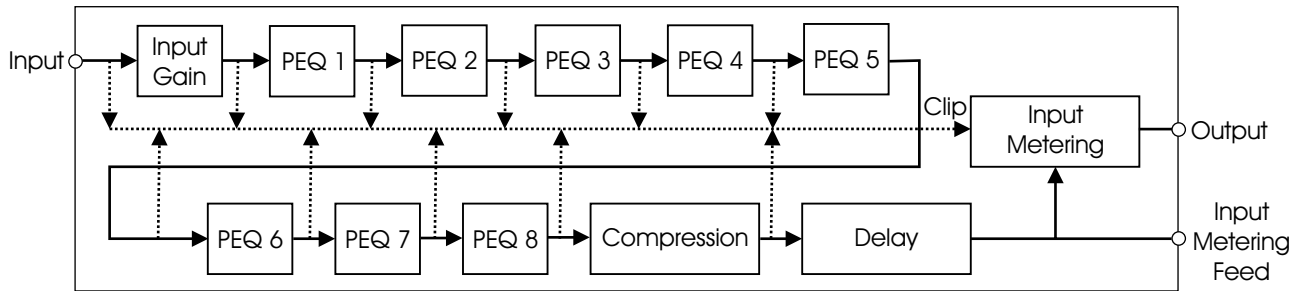 Input
Input
Gain
PEQ 1
PEQ 2
PEQ 3
PEQ 4
PEQ 5
Clip
Input
Metering
Output
PEQ 6
PEQ 7
PEQ 8
Compression
Delay
Input
Metering
Feed